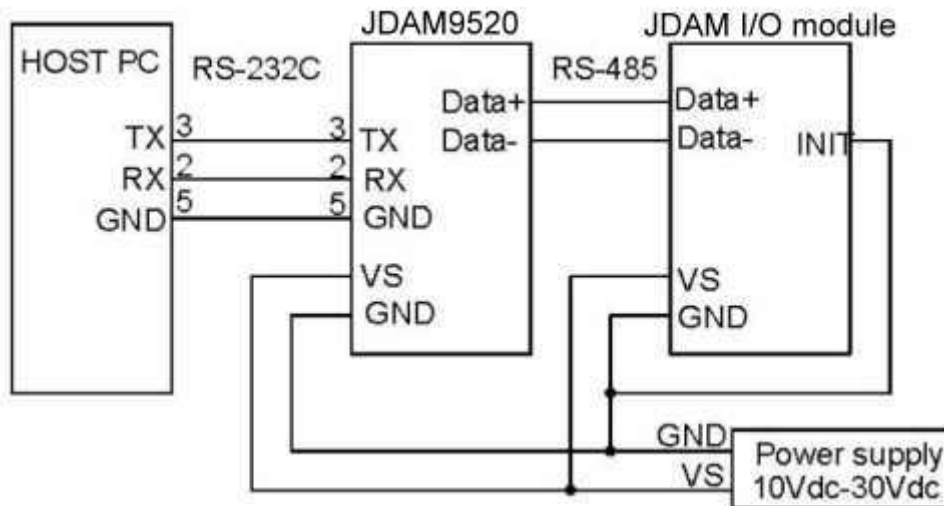 JDAM9520
JDAM I/O module
HOST PC
RS-232C
RS-485
Data+
Data+
TX
3
3
TX
Data-
Data-
INIT
RX
2
2
RX
GND
5
5
GND
VS
VS
GND
GND
GND
Power supply
VS
10Vdc-30Vdc